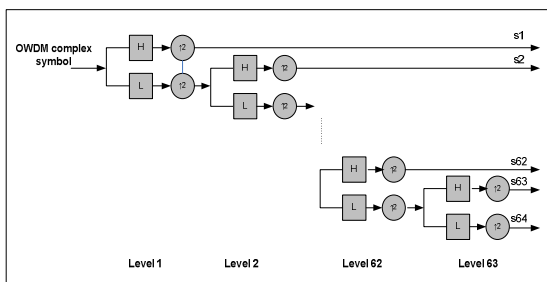 OWDM complex
symbol
H ↑2 s1
L ↑2 H ↑2 s2
L ↑2
H ↑2 s62
L ↑2 H ↑2 s63
L ↑2 s64
Level 1 Level 2 Level 62 Level 63